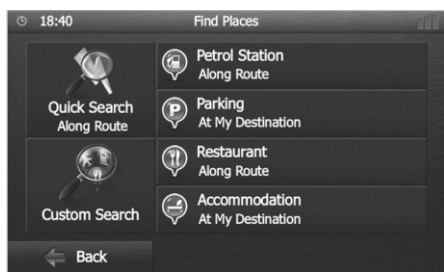 18:40 Find Places
Quick Search
Along Route
Custom Search
Petrol Station
Along Route
P Parking
At My Destination
Restaurant
Along Route
Accommodation
At My Destination
Back